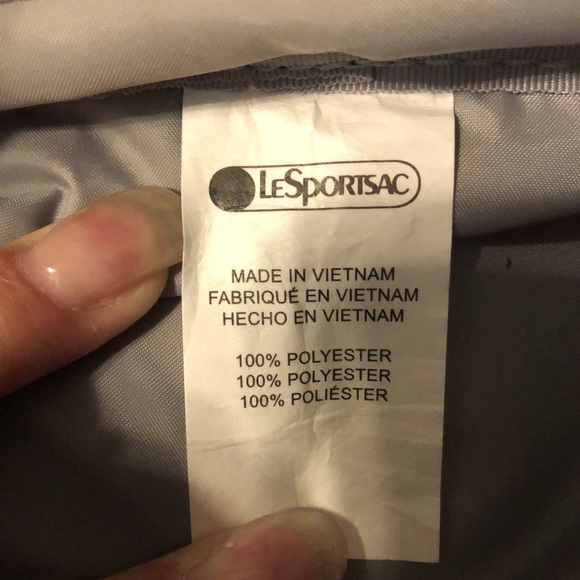 LeSportsac
MADE IN VIETNAM
FABRIQUÉ EN VIETNAM
HECHO EN VIETNAM
100% POLYESTER
100% POLYESTER
100% POLIÉSTER